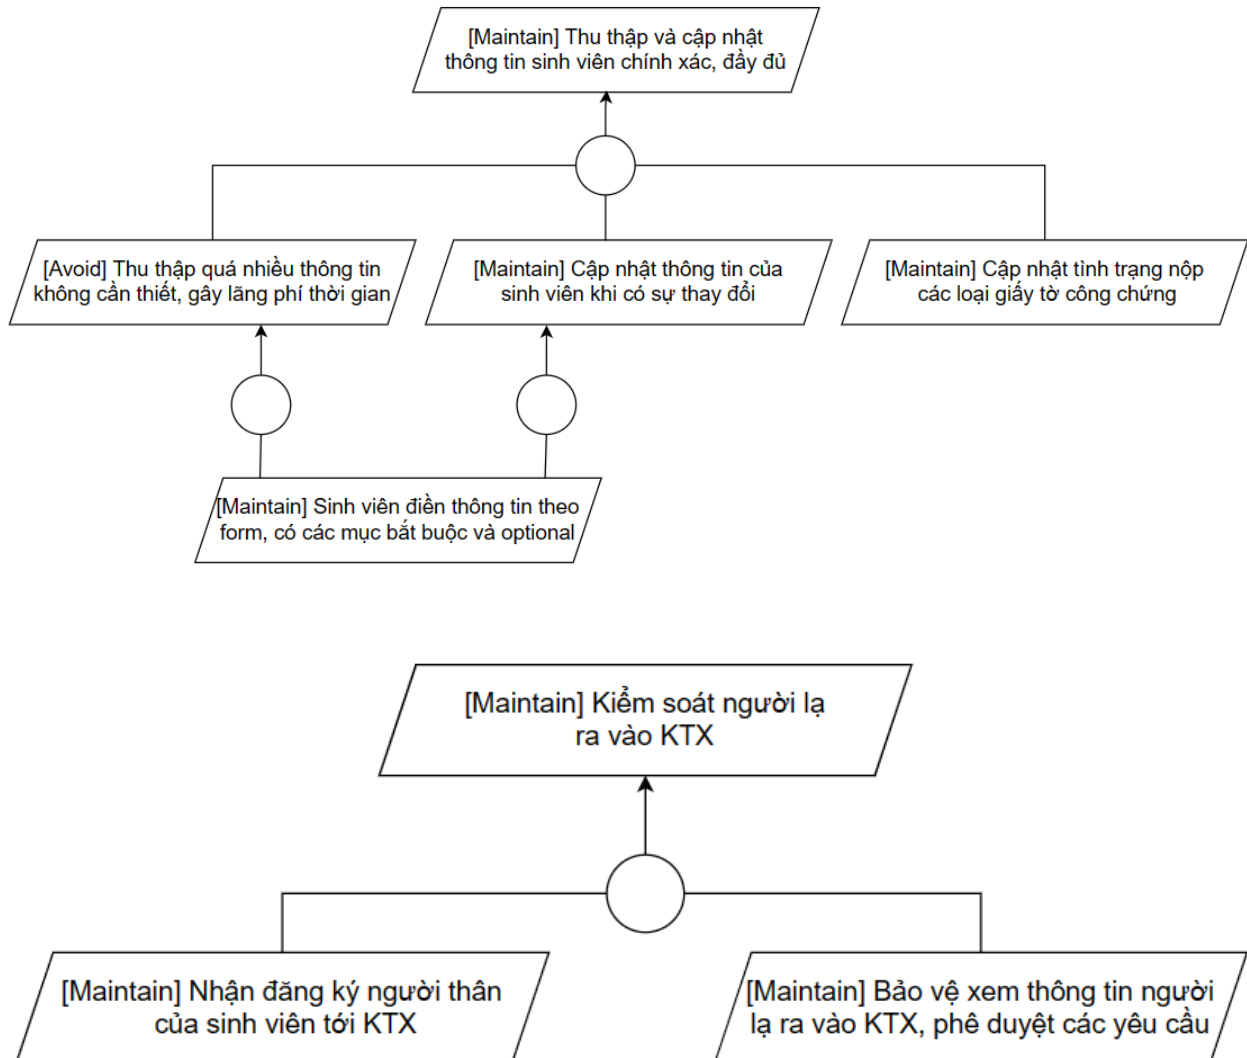 [Maintain] Thu thập và cập nhật
thông tin sinh viên chính xác, đầy đủ
[Avoid] Thu thập quá nhiều thông tin
không cần thiết, gây lãng phí thời gian
[Maintain] Cập nhật thông tin của
sinh viên khi có sự thay đổi
[Maintain] Cập nhật tình trạng nộp
các loại giấy tờ công chứng
[Maintain] Sinh viên điền thông tin theo
form, có các mục bắt buộc và optional
[Maintain] Kiểm soát người lạ
ra vào KTX
[Maintain] Nhận đăng ký người thân
của sinh viên tới KTX
[Maintain] Bảo vệ xem thông tin người
lạ ra vào KTX, phê duyệt các yêu cầu